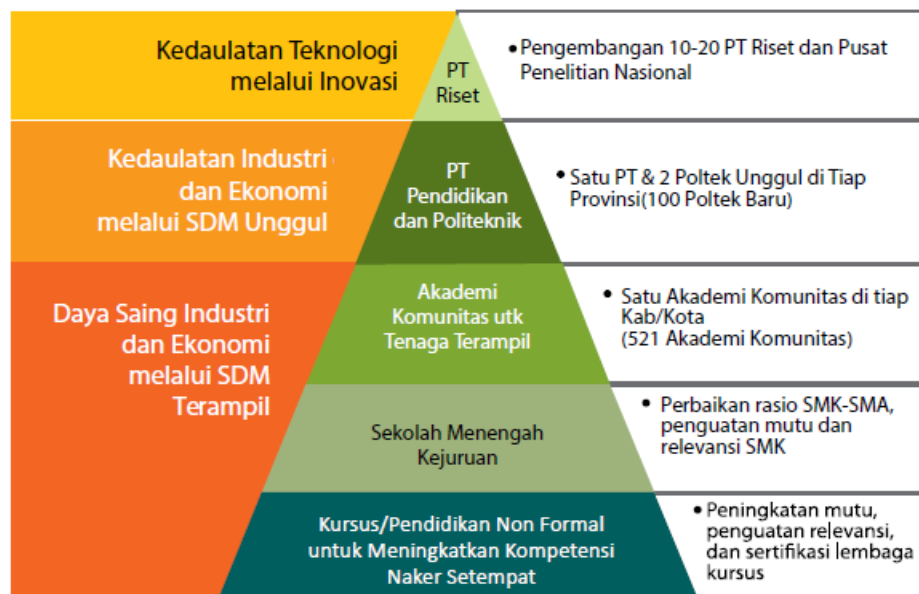 Kedaulatan Teknologi
melalui Inovasi
PT
Riset
• Pengembangan 10-20 PT Riset dan Pusat
Penelitian Nasional
Kedaulatan Industri
dan Ekonomi
melalui SDM Unggul
PT
Pendidikan
dan Politeknik
• Satu PT & 2 Poltek Unggul di Tiap
Provinsi(100 Poltek Baru)
Daya Saing Industri
dan Ekonomi
melalui SDM
Terampil
Akademi
Komunitas utk
Tenaga Terampil
• Satu Akademi Komunitas di tiap
Kab/Kota
(521 Akademi Komunitas)
Sekolah Menengah
Kejuruan
• Perbaikan rasio SMK-SMA,
penguatan mutu dan
relevansi SMK
Kursus/Pendidikan Non Formal
untuk Meningkatkan Kompetensi
Naker Setempat
• Peningkatan mutu,
penguatan relevansi,
dan sertifikasi lembaga
kursus